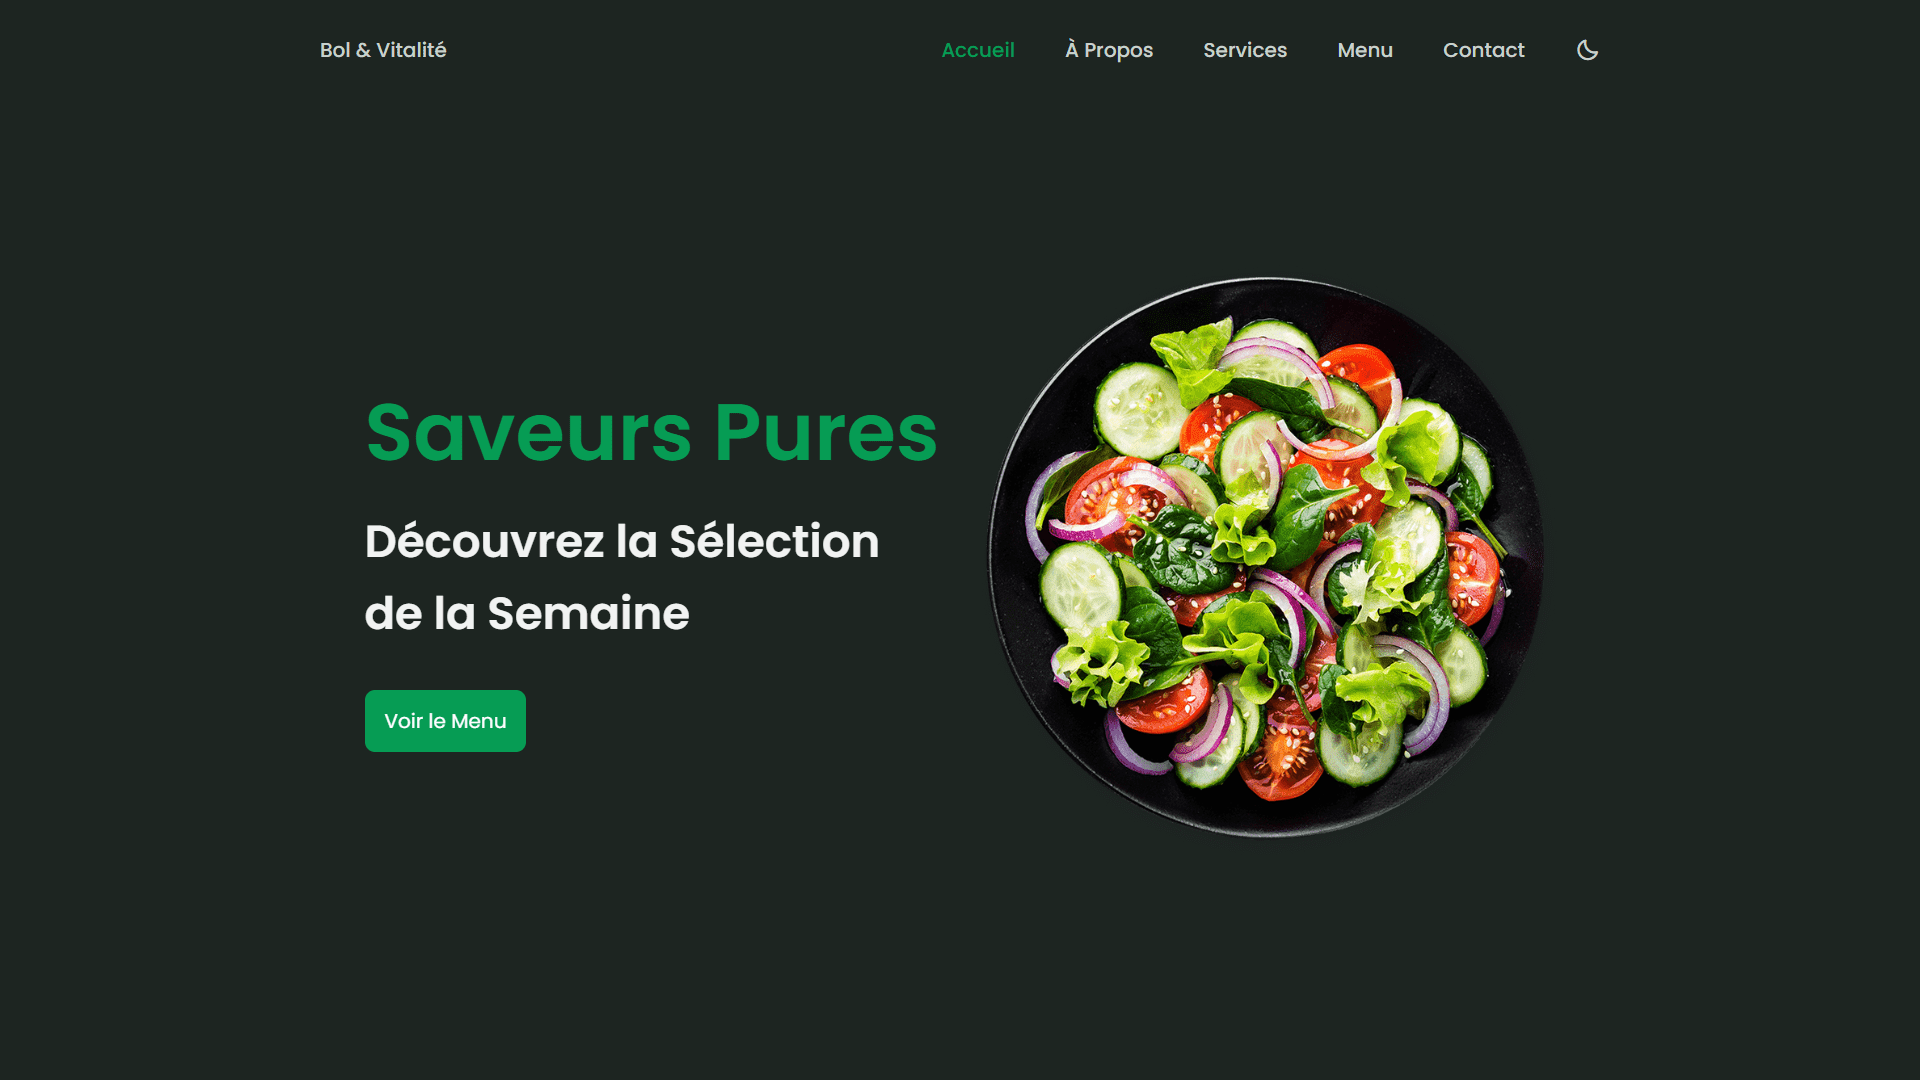 Bol & Vitalité
Accueil
À Propos
Services
Menu
Contact
Saveurs Pures
Découvrez la Sélection
de la Semaine
Voir le Menu